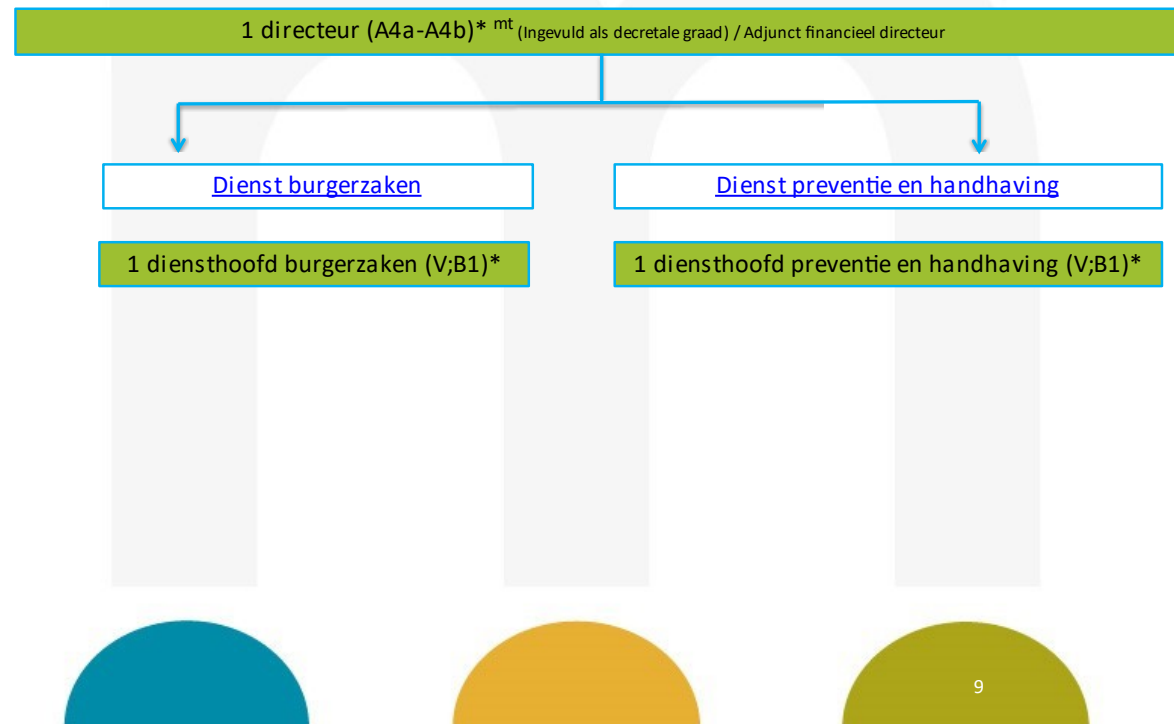 1 directeur (A4a-A4b)* mt (Ingevuld als decretale graad) / Adjunct financieel directeur
Dienst burgerzaken
Dienst preventie en handhaving
1 diensthoofd burgerzaken (V;B1)*
1 diensthoofd preventie en handhaving (V;B1)*
9